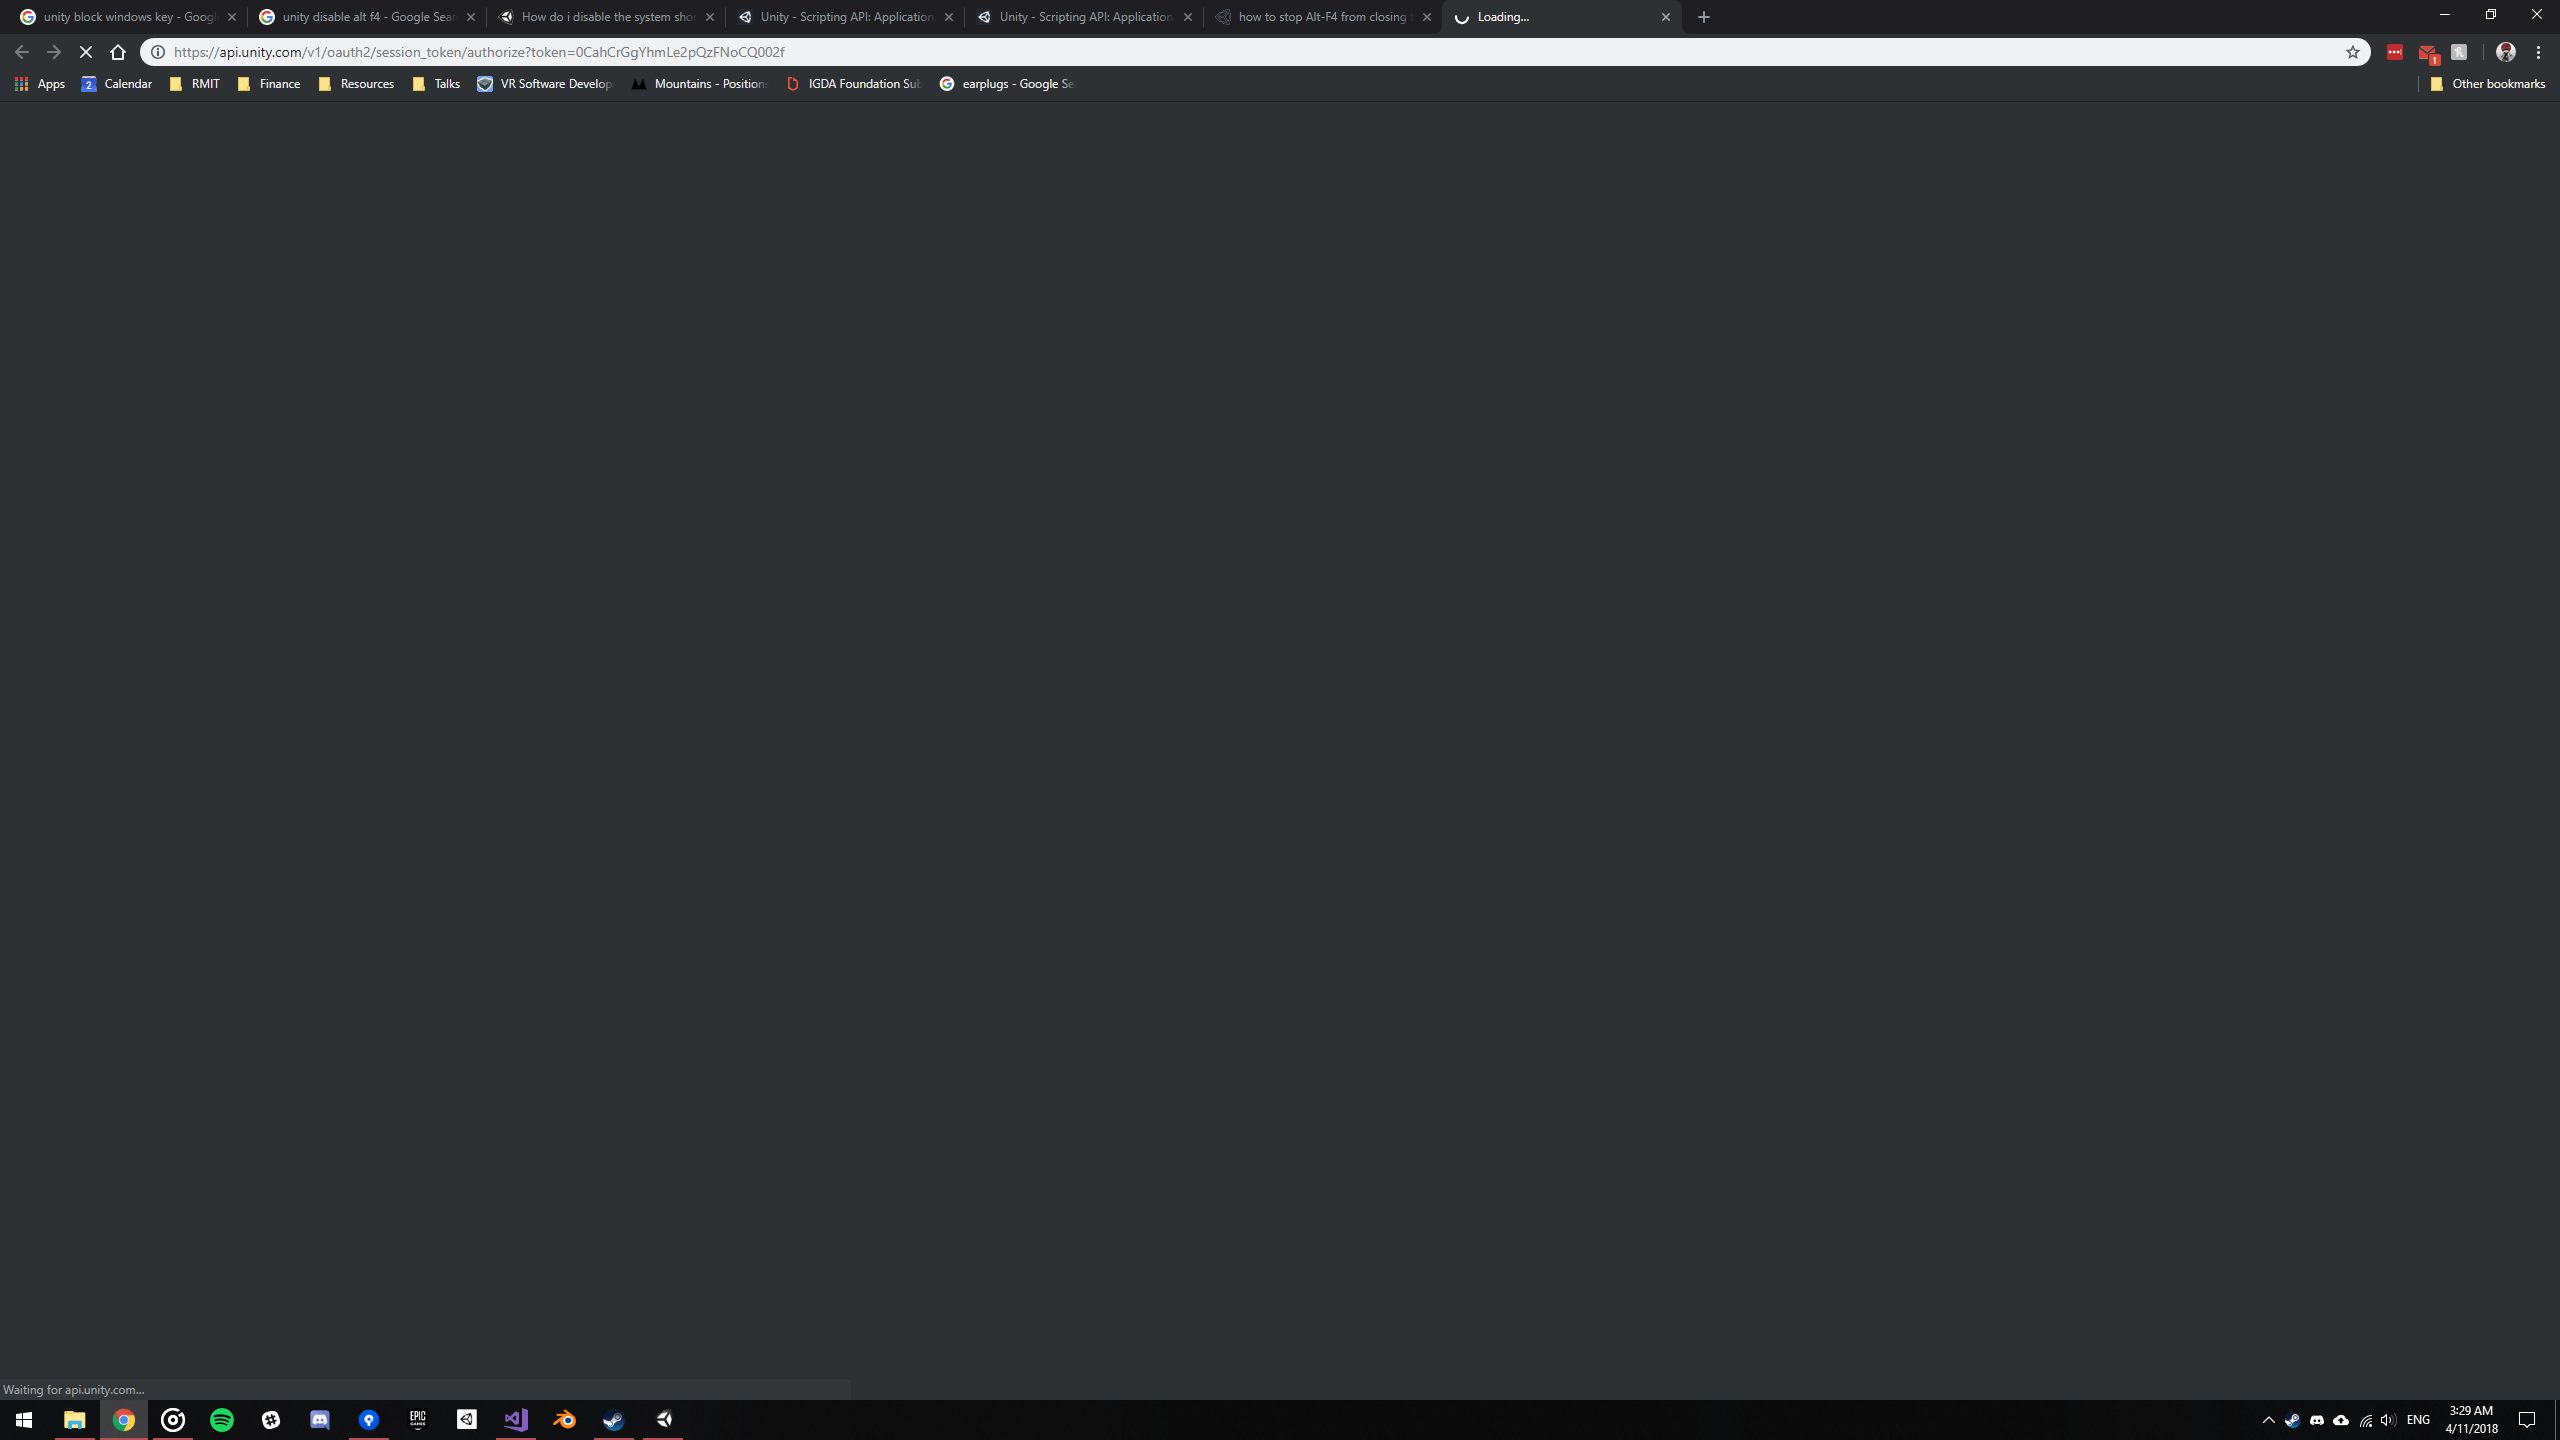 unity block windows key - Googl
unity disable alt f4 - Google Sear
How do i disable the system sho
Unity - Scripting API: Application.
Unity - Scripting API: Application
how to stop Alt-F4 from closing
Loading...
https://api.unity.com/v1/oauth2/session_token/authorize?token=0CahCrGgYhmLe2pQzFNoCQ002f
1
Apps
2
Calendar
RMIT
Finance
Resources
Talks
VR Software Develop
Mountains - Positions
IGDA Foundation Sub
earplugs - Google Se
Other bookmarks
Waiting for api.unity.com...
EPIC
GAMES
ENG
3:29 AM
4/11/2018